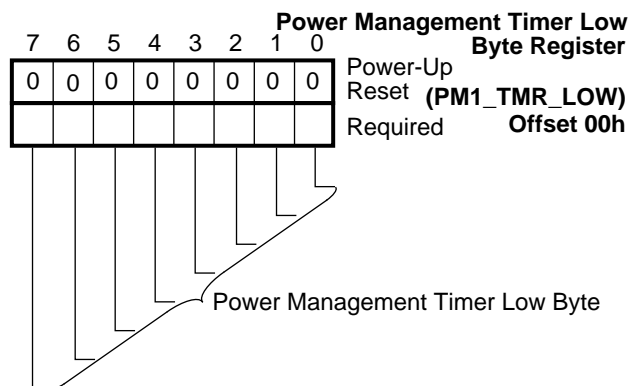 Power Management Timer Low
Byte Register
(PM1_TMR_LOW)
Offset 00h
7 6 5 4 3 2 1 0
0 0 0 0 0 0 0 0
Power-Up
Reset
Required
Power Management Timer Low Byte